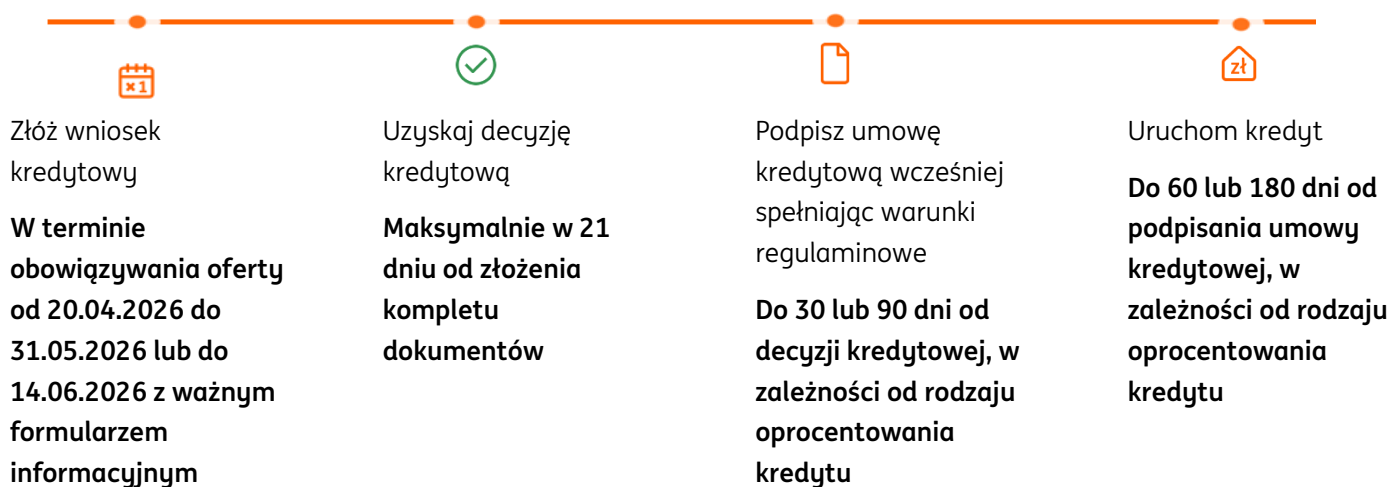 ×1
zł
Złóż wniosek
kredytowy
W terminie
obowiązywania oferty
od 20.04.2026 do
31.05.2026 lub do
14.06.2026 z ważnym
formularzem
informacyjnym
Uzyskaj decyzję
kredytową
Maksymalnie w 21
dniu od złożenia
kompletu
dokumentów
Podpisz umowę
kredytową wcześniej
spełniając warunki
regulaminowe
Do 30 lub 90 dni od
decyzji kredytowej, w
zależności od rodzaju
oprocentowania
kredytu
Uruchom kredyt
Do 60 lub 180 dni od
podpisania umowy
kredytowej, w
zależności od rodzaju
oprocentowania
kredytu